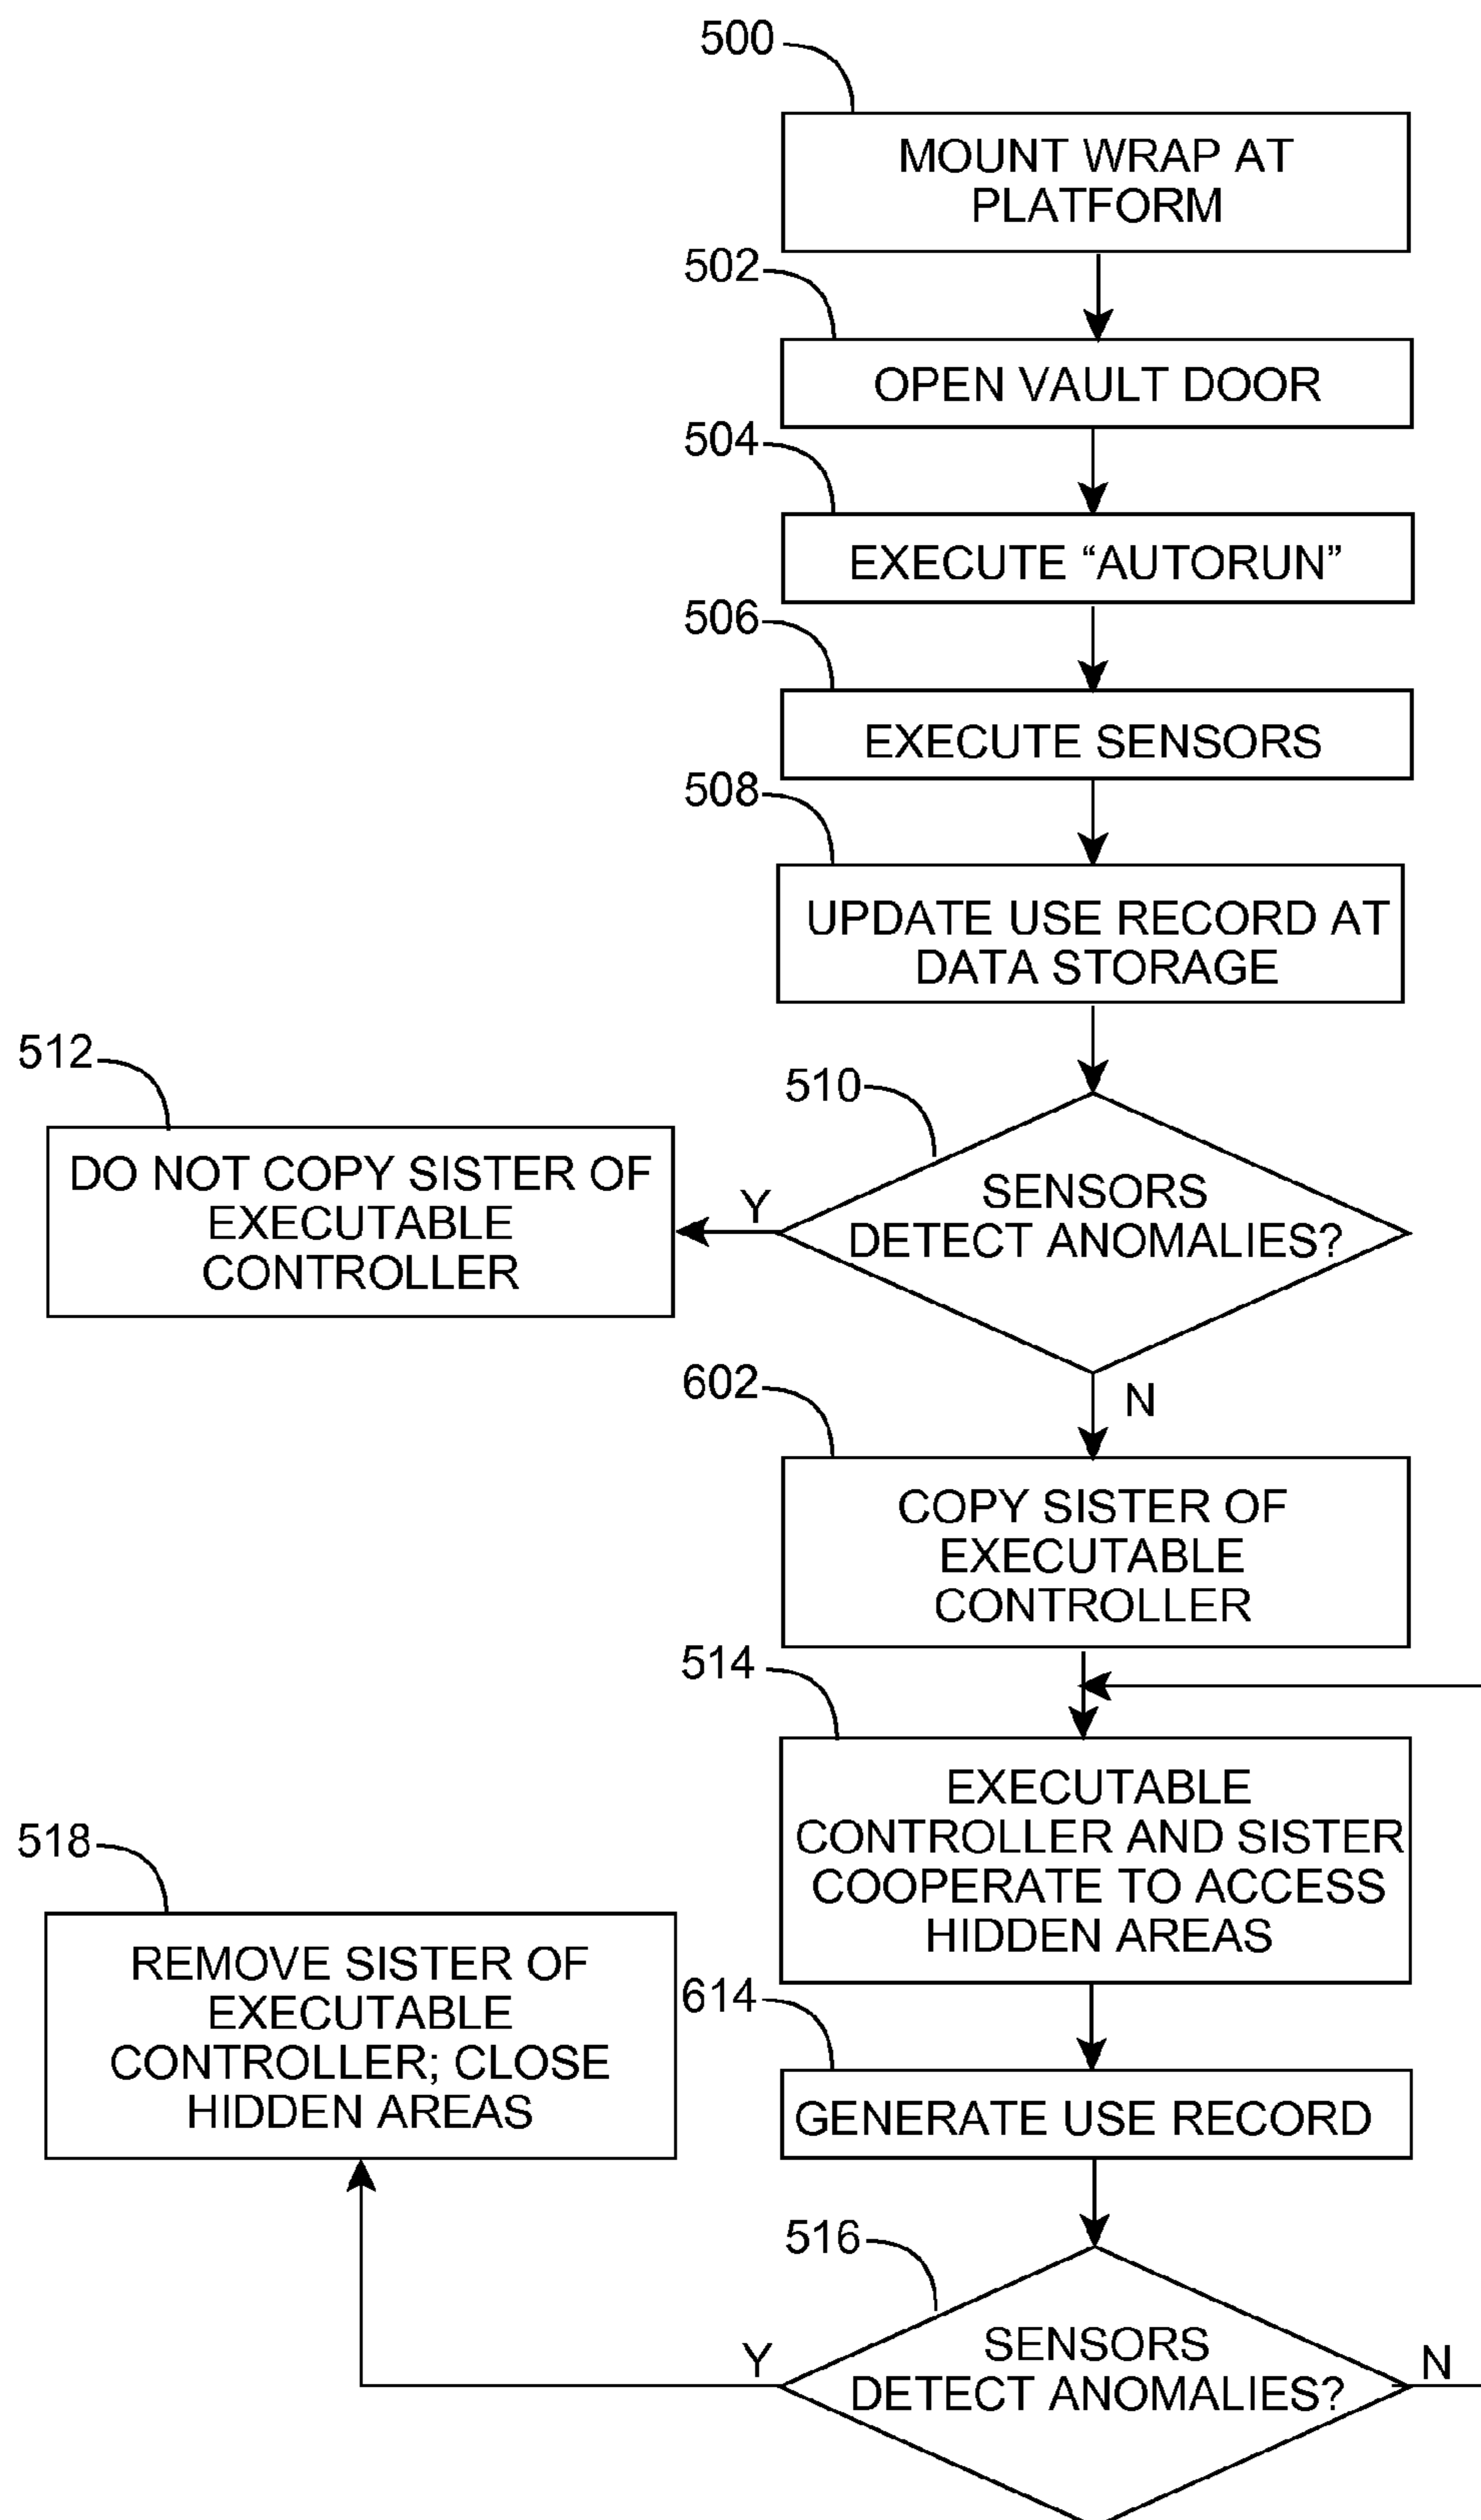 500
MOUNT WRAP AT
PLATFORM
502
OPEN VAULT DOOR
504
EXECUTE “AUTORUN”
506
EXECUTE SENSORS
508
UPDATE USE RECORD AT
DATA STORAGE
512
510
DO NOT COPY SISTER OF
EXECUTABLE
CONTROLLER
Y
SENSORS
DETECT ANOMALIES?
602
N
COPY SISTER OF
EXECUTABLE
CONTROLLER
514
EXECUTABLE
CONTROLLER AND SISTER
COOPERATE TO ACCESS
HIDDEN AREAS
518
REMOVE SISTER OF
EXECUTABLE
CONTROLLER; CLOSE
HIDDEN AREAS
614
GENERATE USE RECORD
516
Y
SENSORS
DETECT ANOMALIES?
N